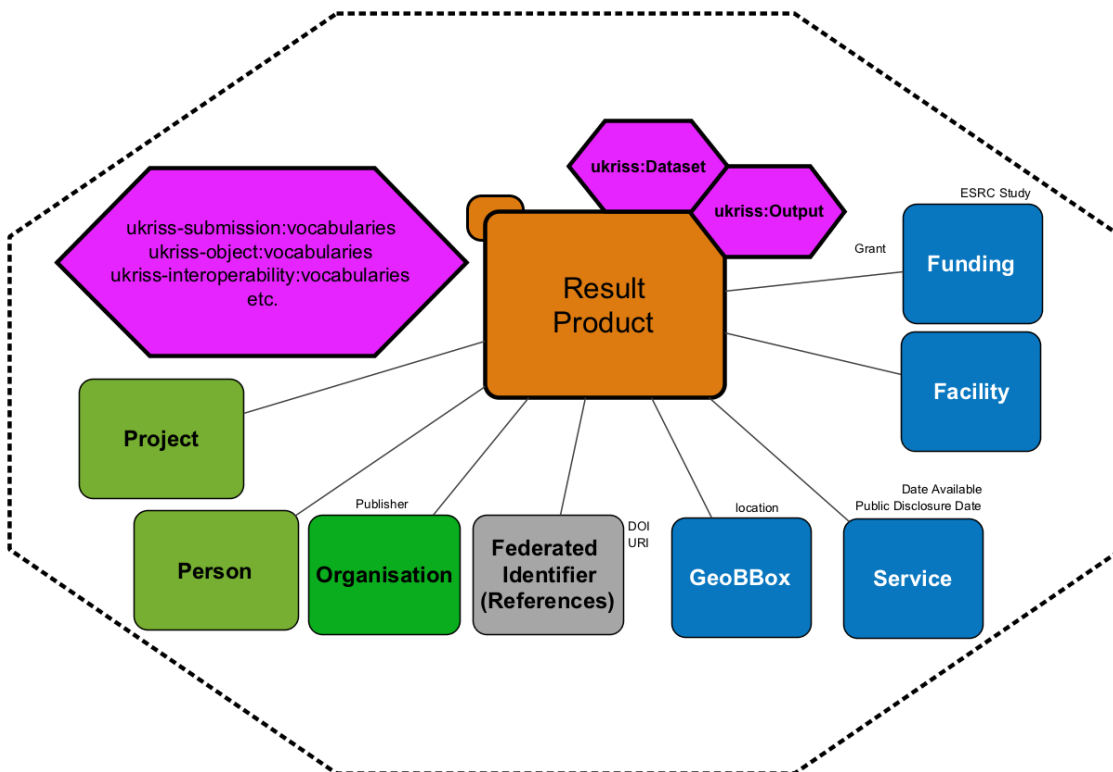 ukriss:Dataset
ukriss:Output
ukriss-submission:vocabularies
ukriss-object:vocabularies
ukriss-interoperability:vocabularies
etc.
Result
Product
ESRC Study
Grant
Funding
Facility
Project
Person
Publisher
Organisation
Federated
Identifier
(References)
DOI
URI
location
GeoBBox
Date Available
Public Disclosure Date
Service